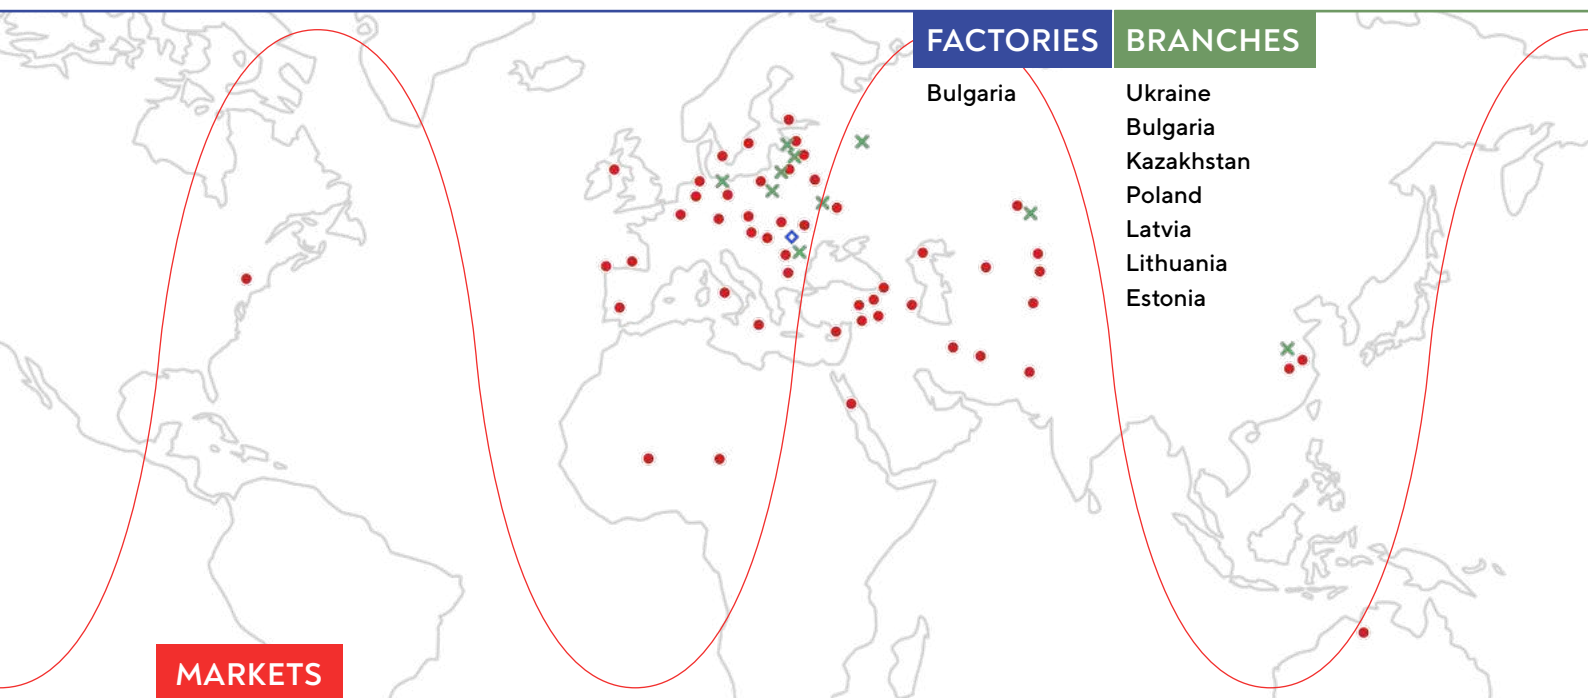 FACTORIES
Bulgaria
BRANCHES
Ukraine
Bulgaria
Kazakhstan
Poland
Latvia
Lithuania
Estonia
MARKETS